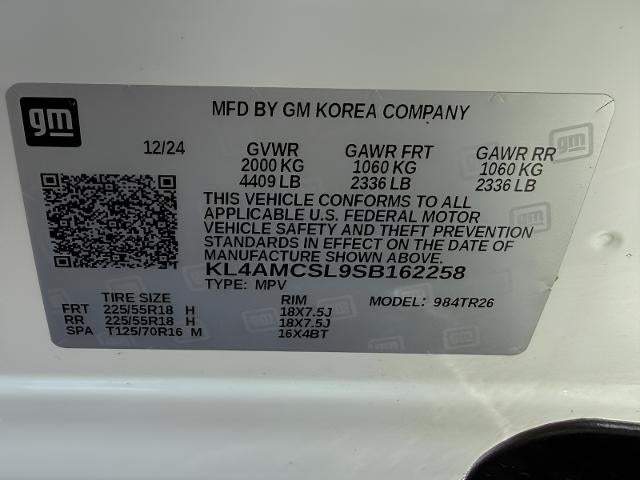 gm
MFD BY GM KOREA COMPANY
12/24 GVWR GAWR FRT GAWR RR
2000 KG 1060 KG 1060 KG
4409 LB 2336 LB 2336 LB
THIS VEHICLE CONFORMS TO ALL
APPLICABLE U.S. FEDERAL MOTOR
VEHICLE SAFETY AND THEFT PREVENTION
STANDARDS IN EFFECT ON THE DATE OF
MANUFACTURE SHOWN ABOVE.
KL4AMCSL9SB162258
TYPE: MPV
TIRE SIZE RIM MODEL: 984TR26
FRT 225/55R18 H 18X7.5J
RR 225/55R18 H 18X7.5J
SPA T125/70R16 M 16X4BT